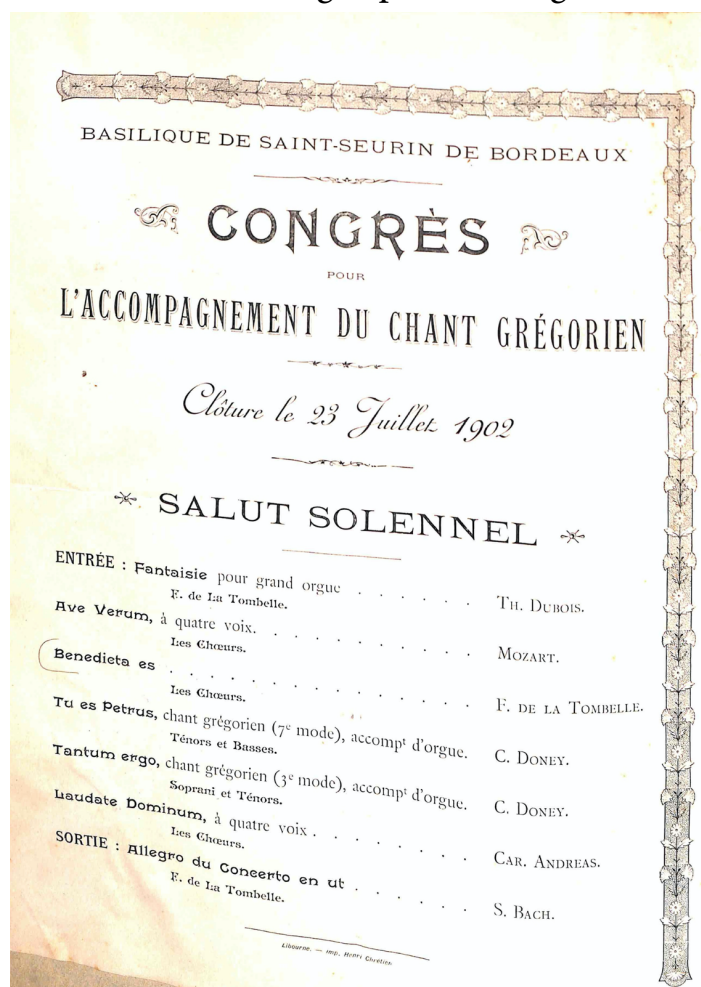 BASILIQUE DE SAINT-SEURIN DE BORDEAUX
CONGRÈS
POUR
L'ACCOMPAGNEMENT DU CHANT GRÉGORIEN
Clôture le 23 Juillet 1902
SALUT SOLENNEL
ENTRÉE : Fantaisie pour grand orgue . . . . . . TH. DUBOIS.
F. de La Tombelle.
Ave Verum, à quatre voix. . . . . . . . . . MOZART.
Les Chœurs.
Benedicta es . . . . . . . . . . . . . . F. DE LA TOMBELLE.
Les Chœurs.
Tu es Petrus, chant grégorien (7e mode), accompt d'orgue. C. DONEY.
Ténors et Basses.
Tantum ergo, chant grégorien (3e mode), accompt d'orgue. C. DONEY.
Soprani et Ténors.
Laudate Dominum, à quatre voix . . . . . . . CAR. ANDREAS.
Les Chœurs.
SORTIE : Allegro du Concerto en ut . . . . . . S. BACH.
F. de La Tombelle.
Libourne. — Imp. Henri Chrétien.